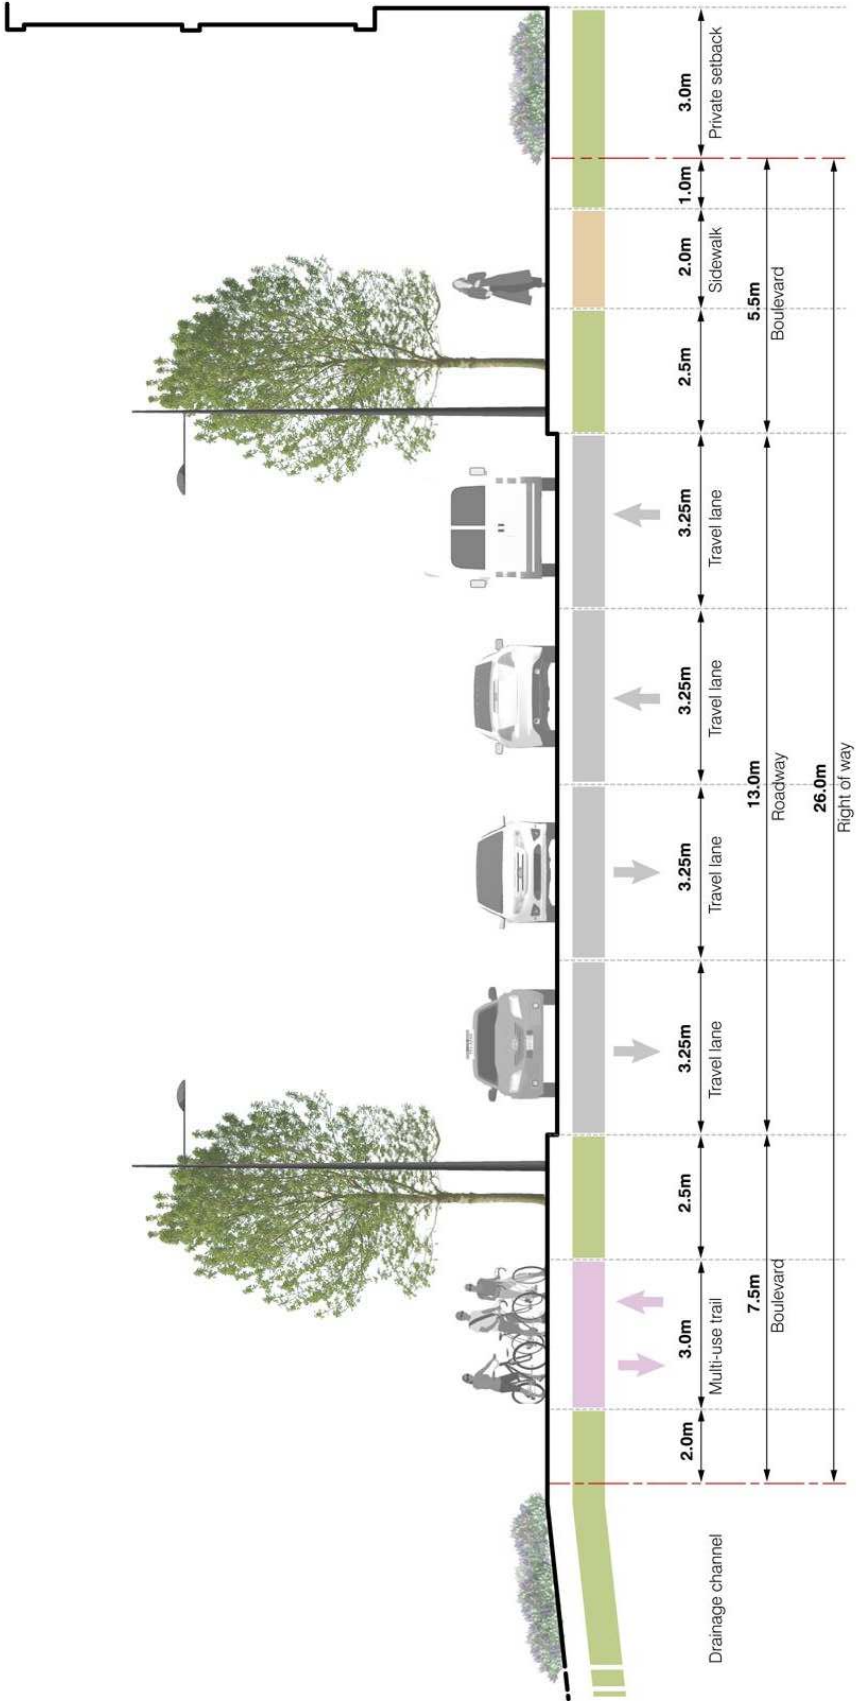 Drainage channel
2.0m
3.0m
Multi-use trail
2.5m
3.25m
Travel lane
3.25m
Travel lane
3.25m
Travel lane
3.25m
Travel lane
2.5m
2.0m
Sidewalk
1.0m
3.0m
Private setback
7.5m
Boulevard
13.0m
Roadway
5.5m
Boulevard
26.0m
Right of way